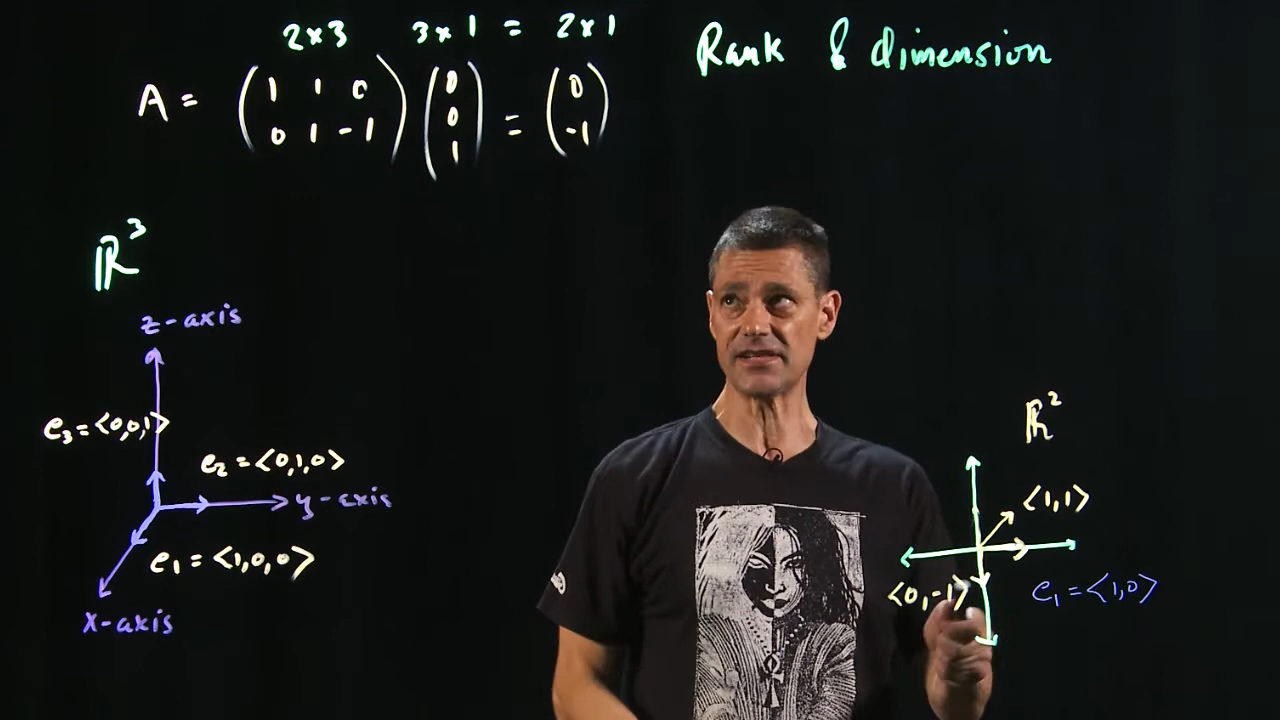 2x3 3x1 = 2x1
Rank & dimension
A = (1 1 0) (0) = (0)
(0 1 -1) (0) (-1)
(1)
ℝ³
z-axis
e₃=<0,0,1>
e₂=<0,1,0>
y-axis
e₁=<1,0,0>
x-axis
ℝ²
<1,1>
<0,-1>
e₁=<1,0>